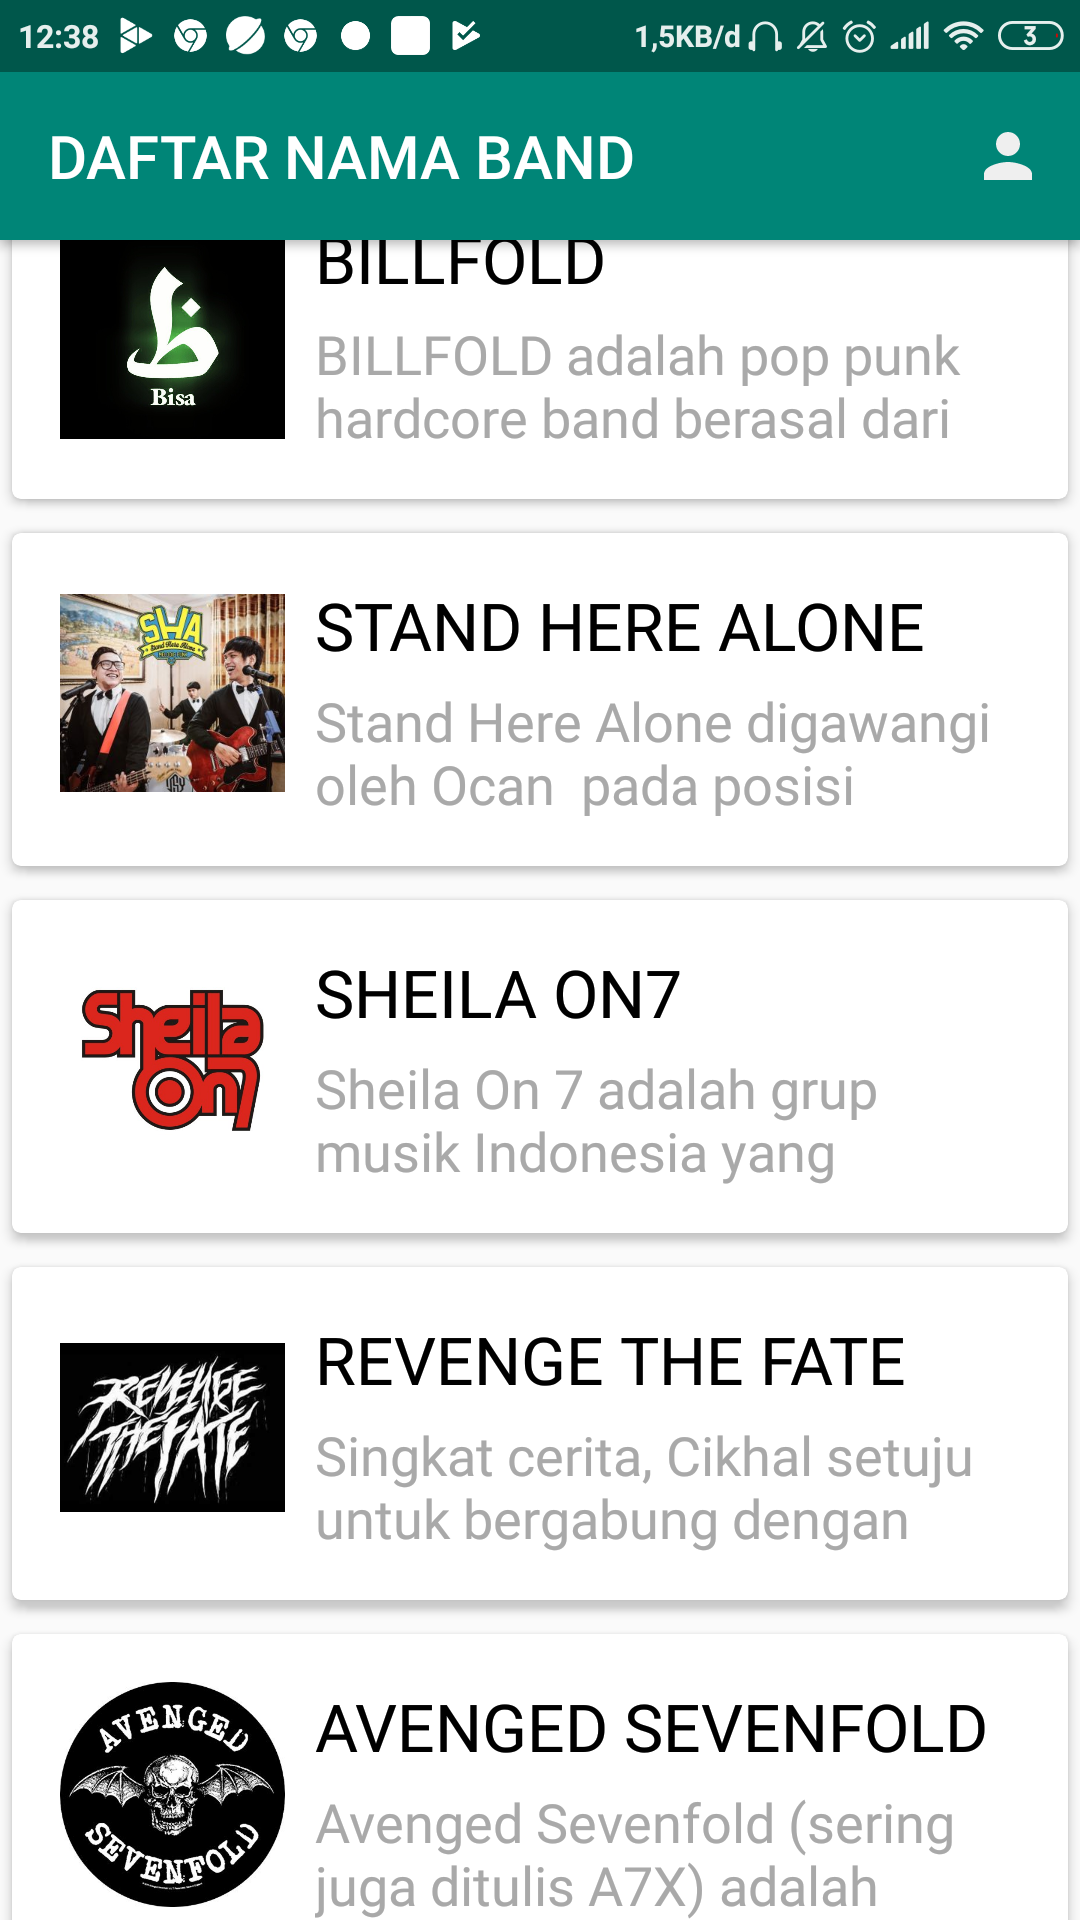 12:38 1,5KB/d 3
DAFTAR NAMA BAND
BILLFOLD
ظ
Bisa
BILLFOLD adalah pop punk
hardcore band berasal dari
SHA
Stand Here Alone
STAND HERE ALONE
Stand Here Alone digawangi
oleh Ocan  pada posisi
Sheila
On7
SHEILA ON7
Sheila On 7 adalah grup
musik Indonesia yang
REVENGE
THE FATE
REVENGE THE FATE
Singkat cerita, Cikhal setuju
untuk bergabung dengan
AVENGED
SEVENFOLD
AVENGED SEVENFOLD
Avenged Sevenfold (sering
juga ditulis A7X) adalah